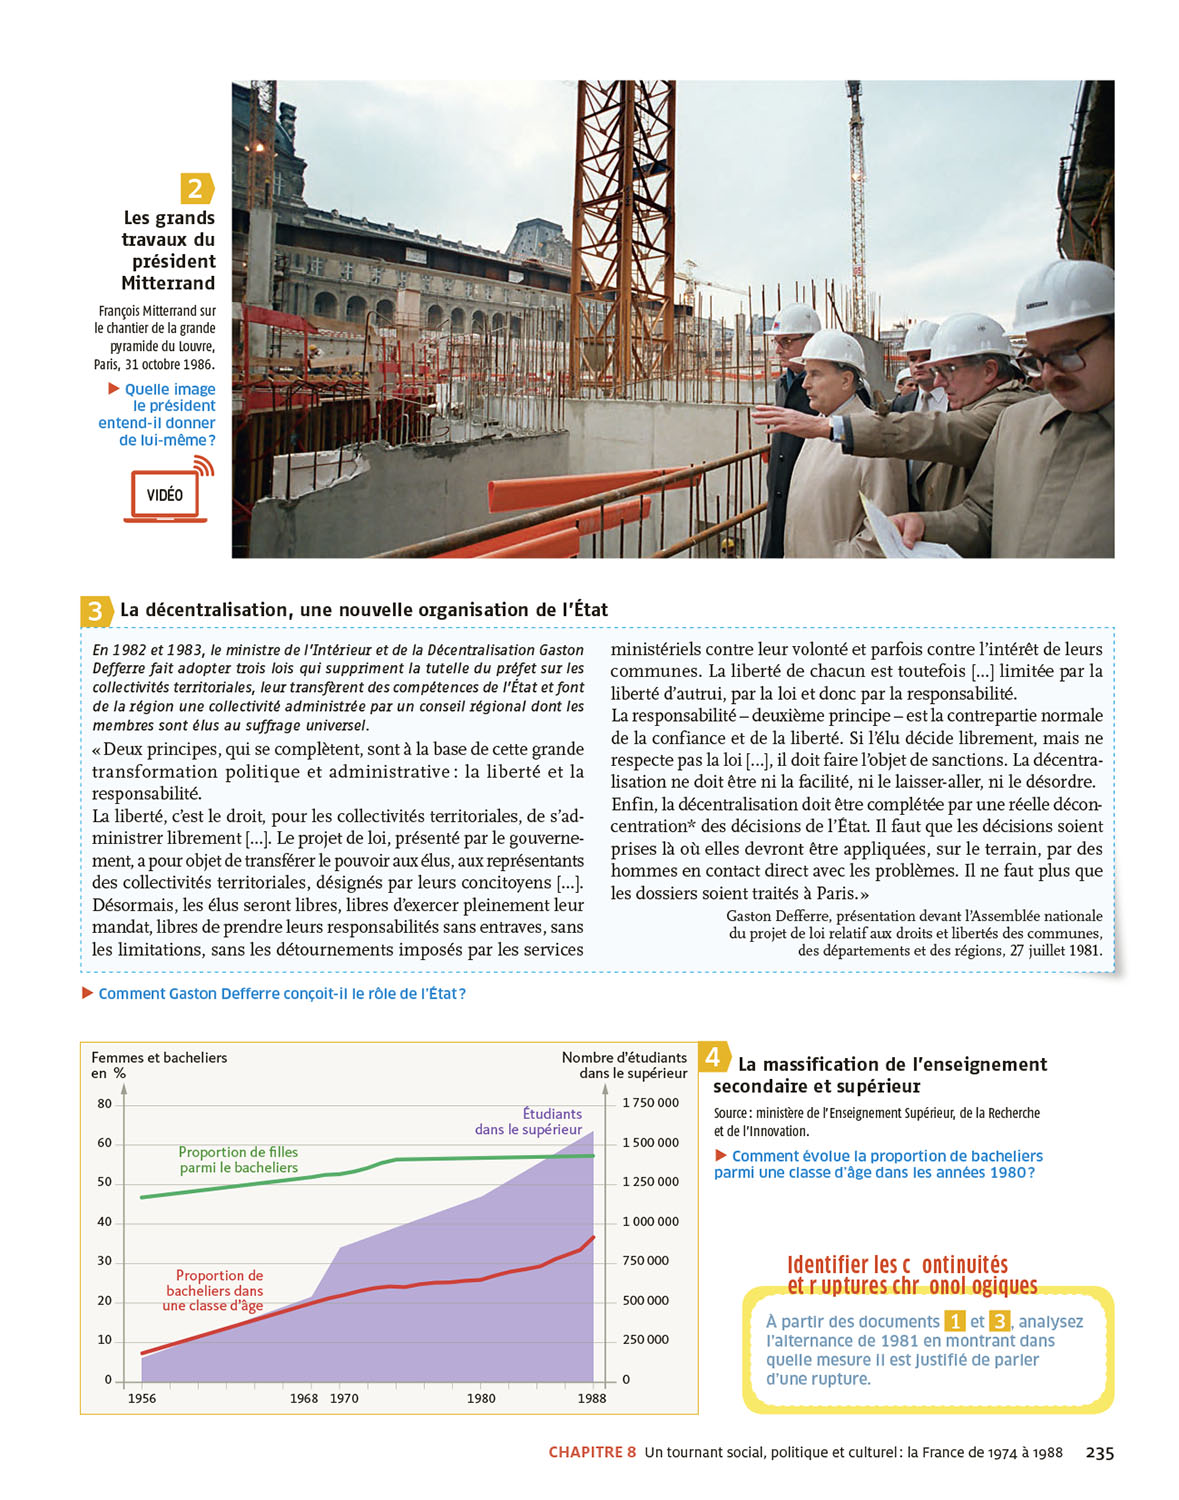 2
Les grands
travaux du
président
Mitterrand
François Mitterrand sur
le chantier de la grande
pyramide du Louvre,
Paris, 31 octobre 1986.
▶ Quelle image
le président
entend-il donner
de lui-même ?
VIDÉO
3 La décentralisation, une nouvelle organisation de l’État
En 1982 et 1983, le ministre de l’Intérieur et de la Décentralisation Gaston
Defferre fait adopter trois lois qui suppriment la tutelle du préfet sur les
collectivités territoriales, leur transfèrent des compétences de l’État et font
de la région une collectivité administrée par un conseil régional dont les
membres sont élus au suffrage universel.
« Deux principes, qui se complètent, sont à la base de cette grande
transformation politique et administrative : la liberté et la
responsabilité.
La liberté, c’est le droit, pour les collectivités territoriales, de s’ad-
ministrer librement [...]. Le projet de loi, présenté par le gouverne-
ment, a pour objet de transférer le pouvoir aux élus, aux représentants
des collectivités territoriales, désignés par leurs concitoyens [...].
Désormais, les élus seront libres, libres d’exercer pleinement leur
mandat, libres de prendre leurs responsabilités sans entraves, sans
les limitations, sans les détournements imposés par les services
ministériels contre leur volonté et parfois contre l’intérêt de leurs
communes. La liberté de chacun est toutefois [...] limitée par la
liberté d’autrui, par la loi et donc par la responsabilité.
La responsabilité – deuxième principe – est la contrepartie normale
de la confiance et de la liberté. Si l’élu décide librement, mais ne
respecte pas la loi [...], il doit faire l’objet de sanctions. La décentra-
lisation ne doit être ni la facilité, ni le laisser-aller, ni le désordre.
Enfin, la décentralisation doit être complétée par une réelle décon-
centration* des décisions de l’État. Il faut que les décisions soient
prises là où elles devront être appliquées, sur le terrain, par des
hommes en contact direct avec les problèmes. Il ne faut plus que
les dossiers soient traités à Paris. »
Gaston Defferre, présentation devant l’Assemblée nationale
du projet de loi relatif aux droits et libertés des communes,
des départements et des régions, 27 juillet 1981.
▶ Comment Gaston Defferre conçoit-il le rôle de l’État ?
Femmes et bacheliers
en %
Nombre d’étudiants
dans le supérieur
80
60
50
40
30
20
10
0
1 750 000
1 500 000
1 250 000
1 000 000
750 000
500 000
250 000
0
Étudiants
dans le supérieur
Proportion de filles
parmi le bacheliers
Proportion de
bacheliers dans
une classe d’âge
1956
1968
1970
1980
1988
4 La massification de l’enseignement
secondaire et supérieur
Source : ministère de l’Enseignement Supérieur, de la Recherche
et de l’Innovation.
▶ Comment évolue la proportion de bacheliers
parmi une classe d’âge dans les années 1980 ?
Identifier les c ontinuités
et r uptures chr onol ogiques
À partir des documents 1 et 3, analysez
l’alternance de 1981 en montrant dans
quelle mesure il est justifié de parler
d’une rupture.
CHAPITRE 8 Un tournant social, politique et culturel : la France de 1974 à 1988 235